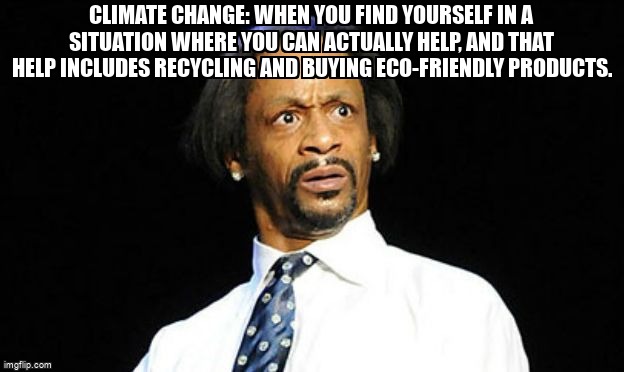 CLIMATE CHANGE: WHEN YOU FIND YOURSELF IN A
SITUATION WHERE YOU CAN ACTUALLY HELP, AND THAT
HELP INCLUDES RECYCLING AND BUYING ECO-FRIENDLY PRODUCTS.
imgflip.com